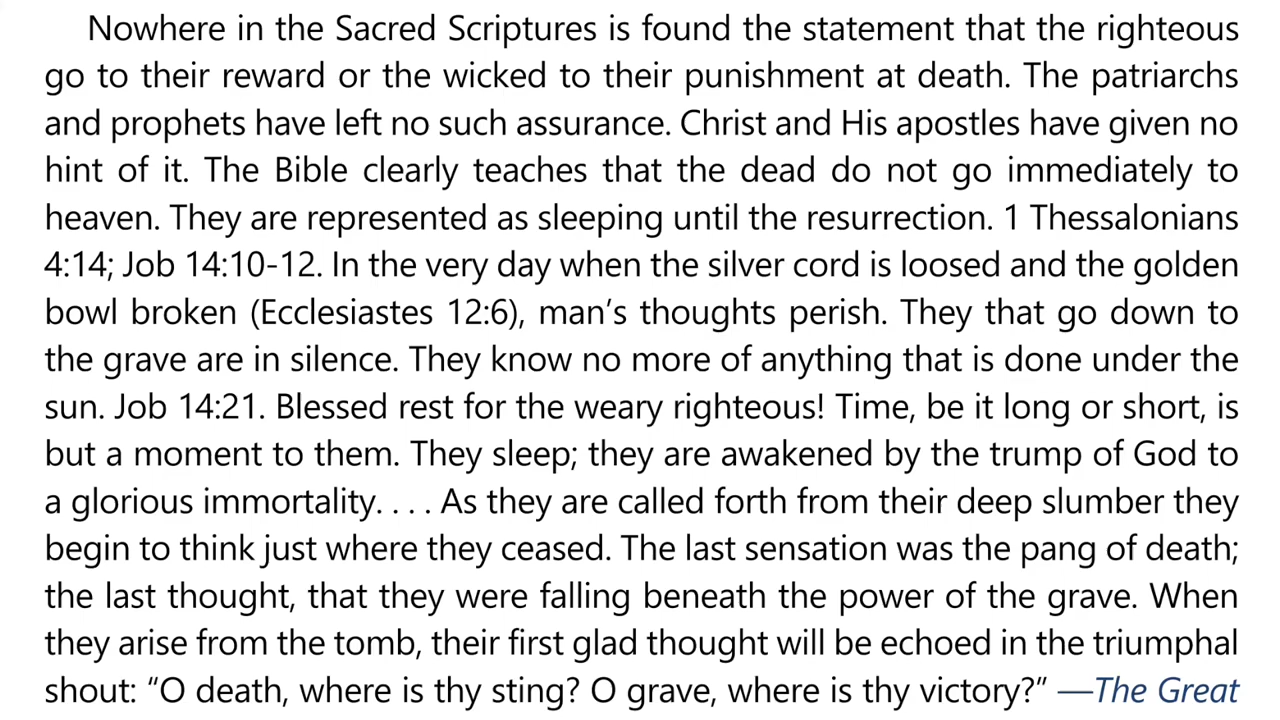 Nowhere in the Sacred Scriptures is found the statement that the righteous
go to their reward or the wicked to their punishment at death. The patriarchs
and prophets have left no such assurance. Christ and His apostles have given no
hint of it. The Bible clearly teaches that the dead do not go immediately to
heaven. They are represented as sleeping until the resurrection. 1 Thessalonians
4:14; Job 14:10-12. In the very day when the silver cord is loosed and the golden
bowl broken (Ecclesiastes 12:6), man’s thoughts perish. They that go down to
the grave are in silence. They know no more of anything that is done under the
sun. Job 14:21. Blessed rest for the weary righteous! Time, be it long or short, is
but a moment to them. They sleep; they are awakened by the trump of God to
a glorious immortality. . . . As they are called forth from their deep slumber they
begin to think just where they ceased. The last sensation was the pang of death;
the last thought, that they were falling beneath the power of the grave. When
they arise from the tomb, their first glad thought will be echoed in the triumphal
shout: “O death, where is thy sting? O grave, where is thy victory?” —The Great